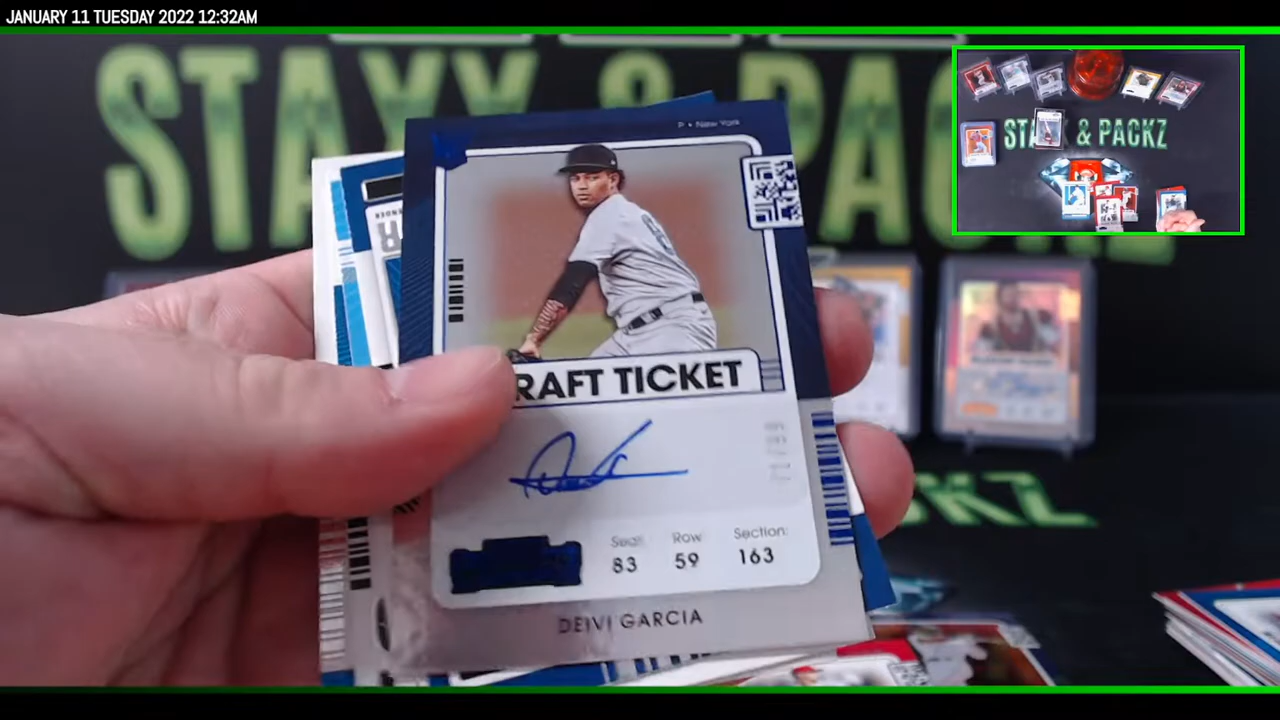 JANUARY 11 TUESDAY 2022 12:32AM
STAXX & PACKZ
P • New York
RAFT TICKET
Seat: Row Section:
83 59 163
DEIVI GARCIA
& PACKZ
CKZ